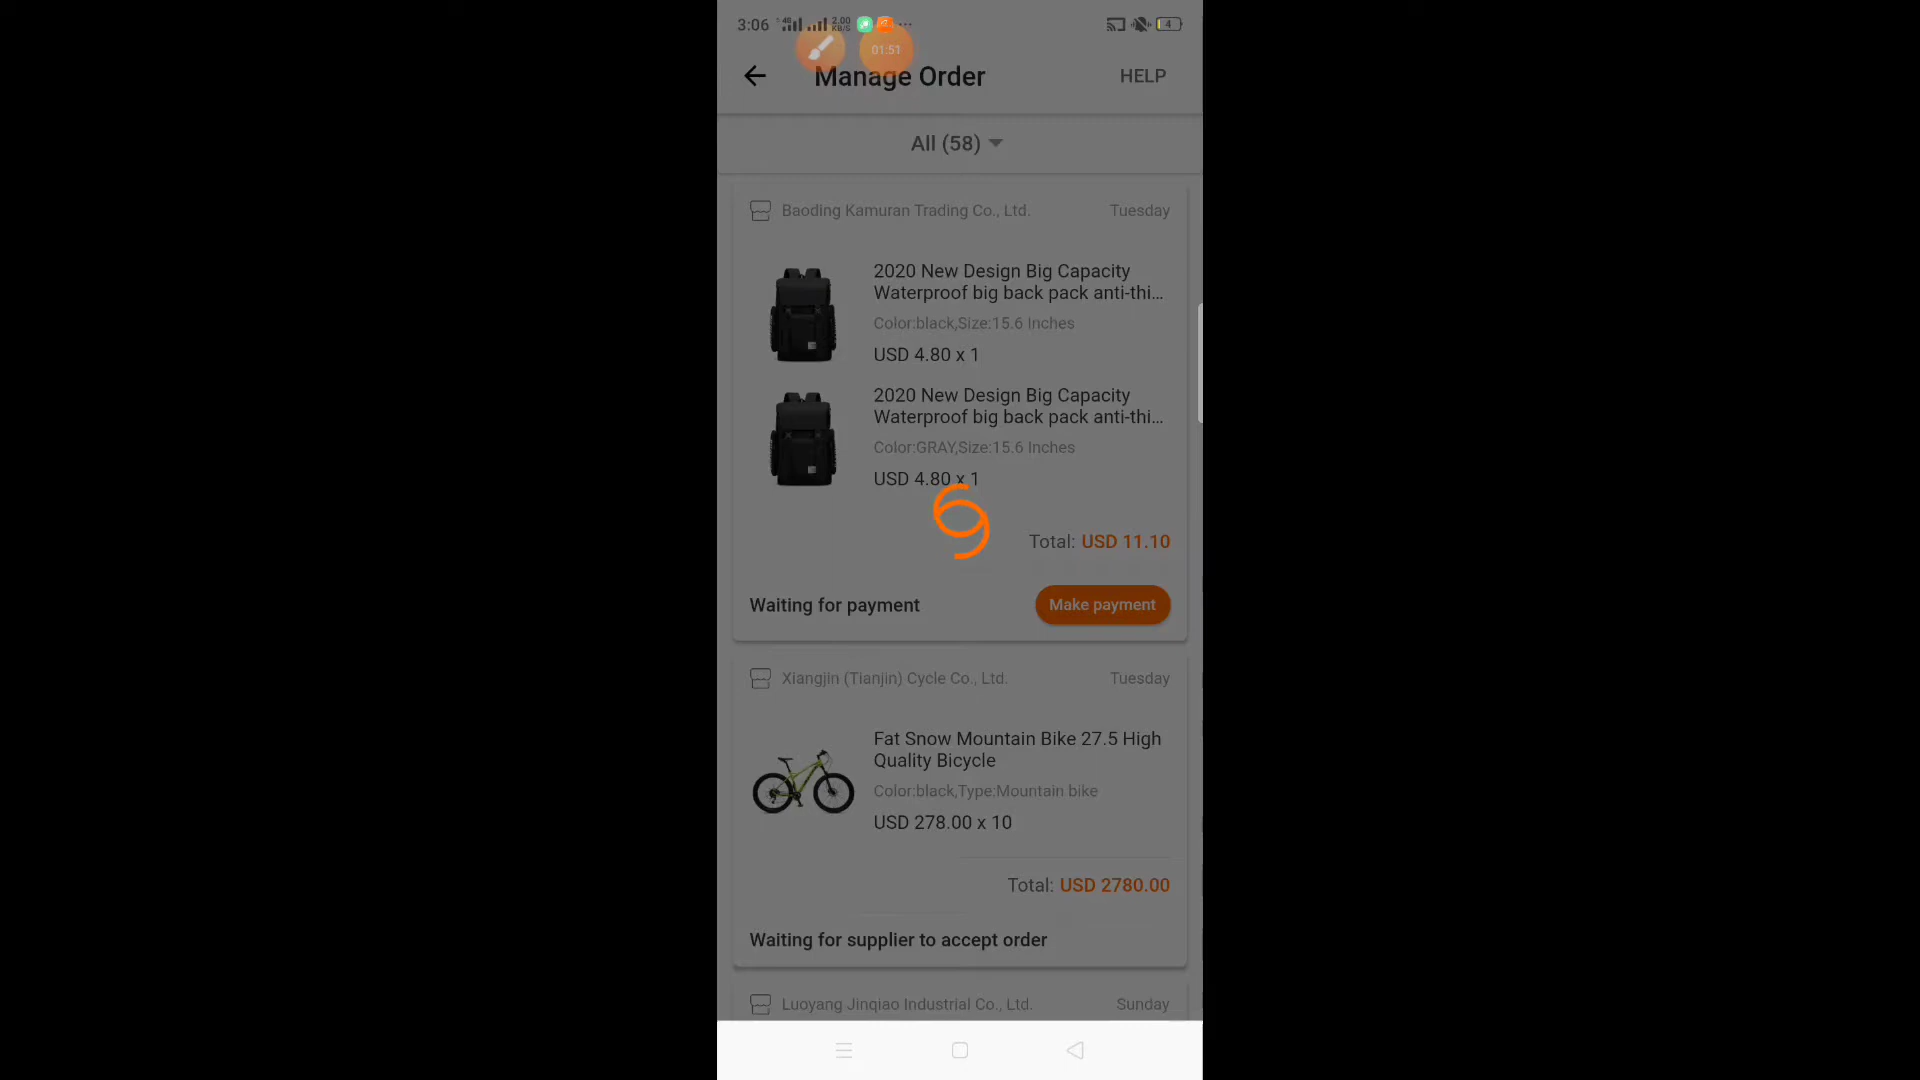 3:06 4G 2.00 KB/S ... 4
01:51
Manage Order HELP
All (58)
Baoding Kamuran Trading Co., Ltd. Tuesday
2020 New Design Big Capacity
Waterproof big back pack anti-thi...
Color:black,Size:15.6 Inches
USD 4.80 x 1
2020 New Design Big Capacity
Waterproof big back pack anti-thi...
Color:GRAY,Size:15.6 Inches
USD 4.80 x 1
Total: USD 11.10
Waiting for payment Make payment
Xiangjin (Tianjin) Cycle Co., Ltd. Tuesday
Fat Snow Mountain Bike 27.5 High
Quality Bicycle
Color:black,Type:Mountain bike
USD 278.00 x 10
Total: USD 2780.00
Waiting for supplier to accept order
Luoyang Jinqiao Industrial Co., Ltd. Sunday